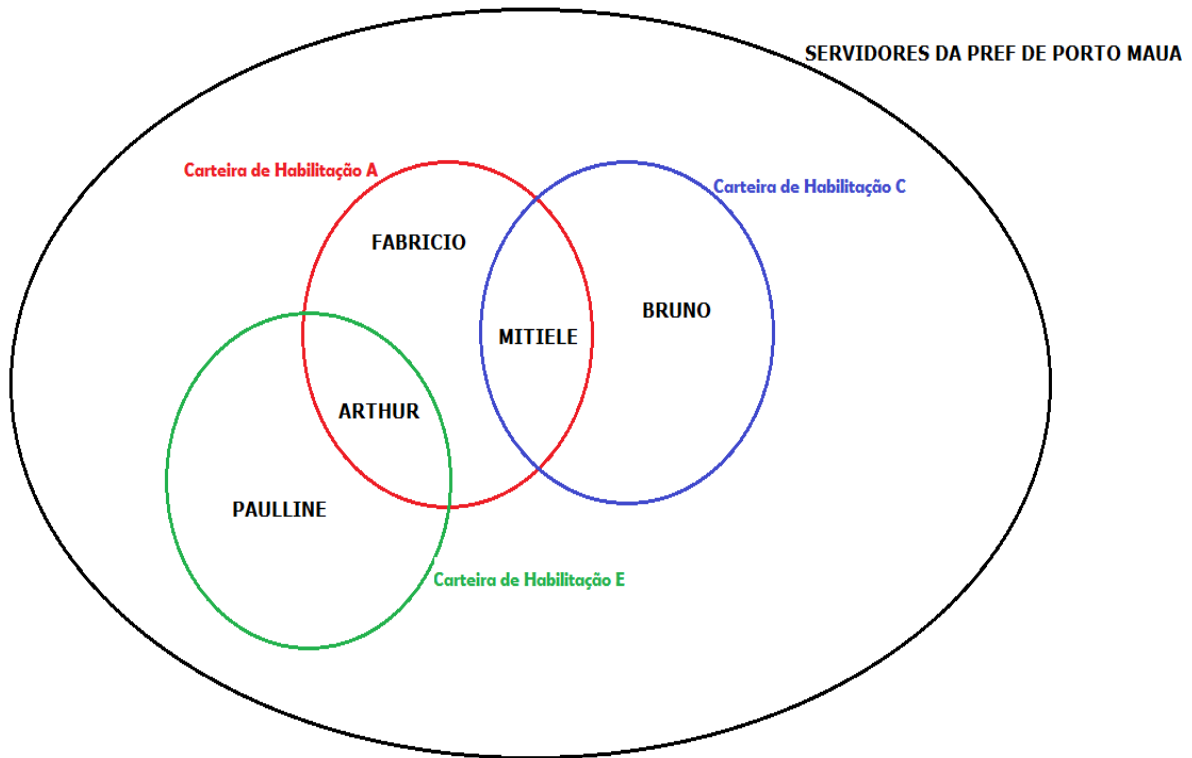 SERVIDORES DA PREF DE PORTO MAUA
Carteira de Habilitação A
Carteira de Habilitação C
FABRICIO
BRUNO
MITIELE
ARTHUR
PAULLINE
Carteira de Habilitação E